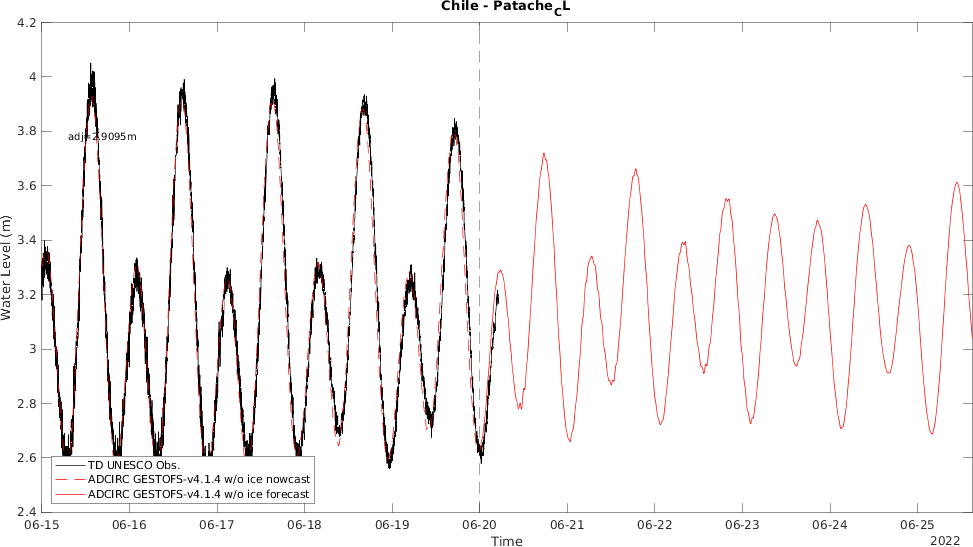 Chile - Patache_CL
4.2
4
3.8
3.6
3.4
3.2
3
2.8
2.6
2.4
Water Level (m)
adj=2.9095m
TD UNESCO Obs.
ADCIRC GESTOFS-v4.1.4 w/o ice nowcast
ADCIRC GESTOFS-v4.1.4 w/o ice forecast
06-15 06-16 06-17 06-18 06-19 06-20 06-21 06-22 06-23 06-24 06-25
Time
2022